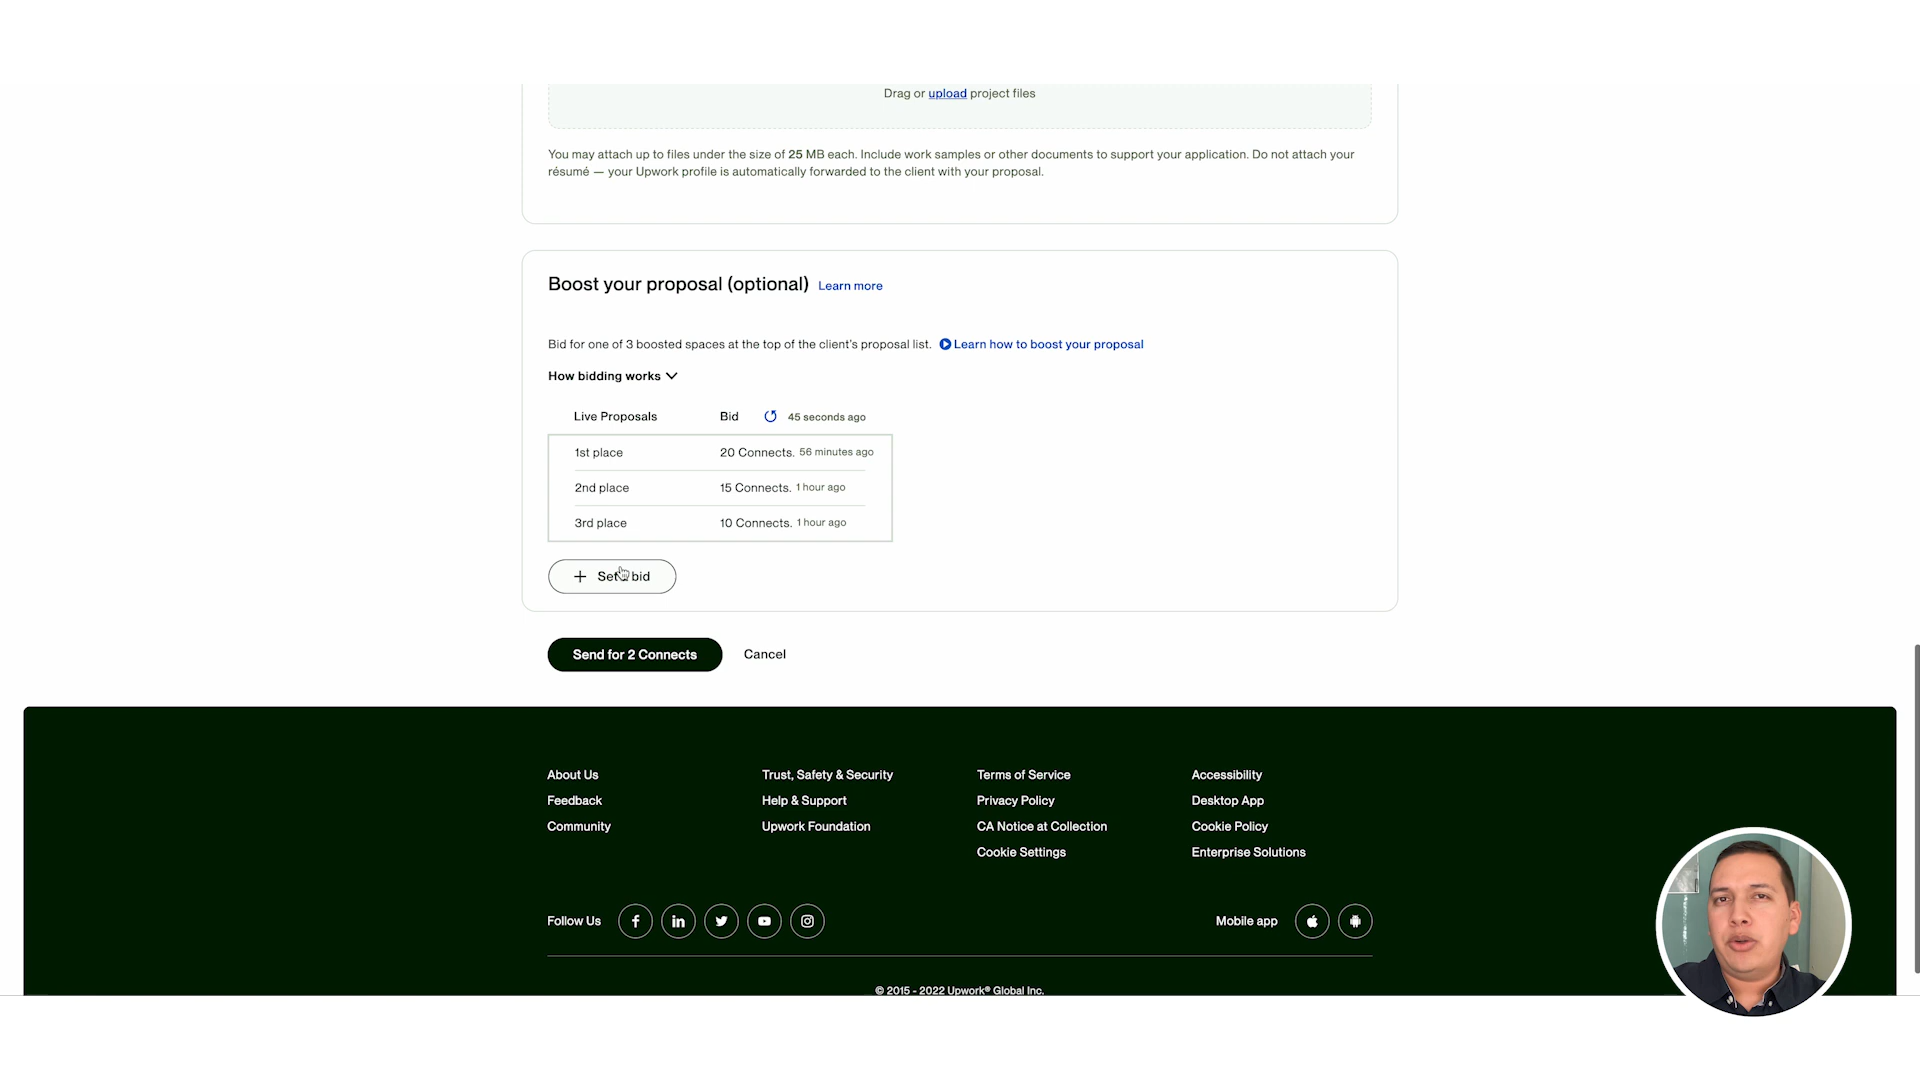 Drag or upload project files
You may attach up to files under the size of 25 MB each. Include work samples or other documents to support your application. Do not attach your
résumé — your Upwork profile is automatically forwarded to the client with your proposal.
Boost your proposal (optional) Learn more
Bid for one of 3 boosted spaces at the top of the client's proposal list. Learn how to boost your proposal
How bidding works
Live Proposals Bid 45 seconds ago
1st place 20 Connects. 56 minutes ago
2nd place 15 Connects. 1 hour ago
3rd place 10 Connects. 1 hour ago
+ Set bid
Send for 2 Connects Cancel
About Us Trust, Safety & Security Terms of Service Accessibility
Feedback Help & Support Privacy Policy Desktop App
Community Upwork Foundation CA Notice at Collection Cookie Policy
Cookie Settings Enterprise Solutions
Follow Us Mobile app
© 2015 - 2022 Upwork® Global Inc.